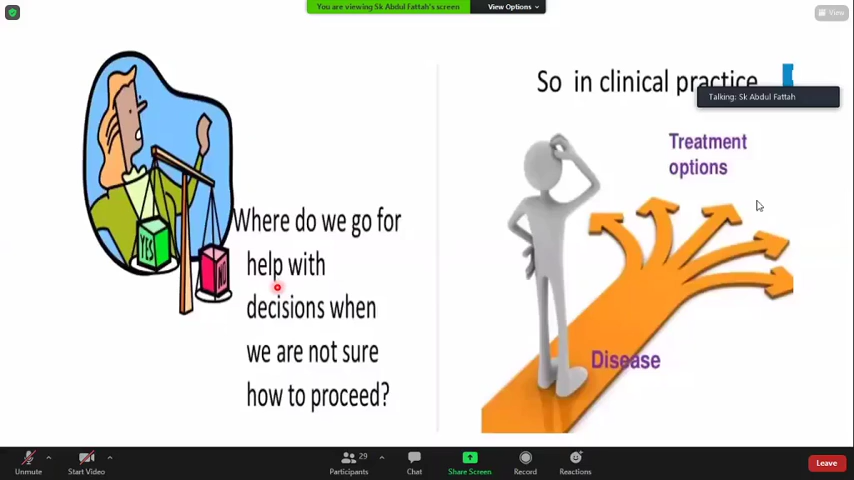 You are viewing Sk Abdul Fattah's screen
View Options
View
So in clinical practice
Talking: Sk Abdul Fattah
Treatment
options
YES
NO
Where do we go for
help with
decisions when
we are not sure
how to proceed?
Disease
Unmute
Start Video
29
Participants
Chat
Share Screen
Record
Reactions
Leave